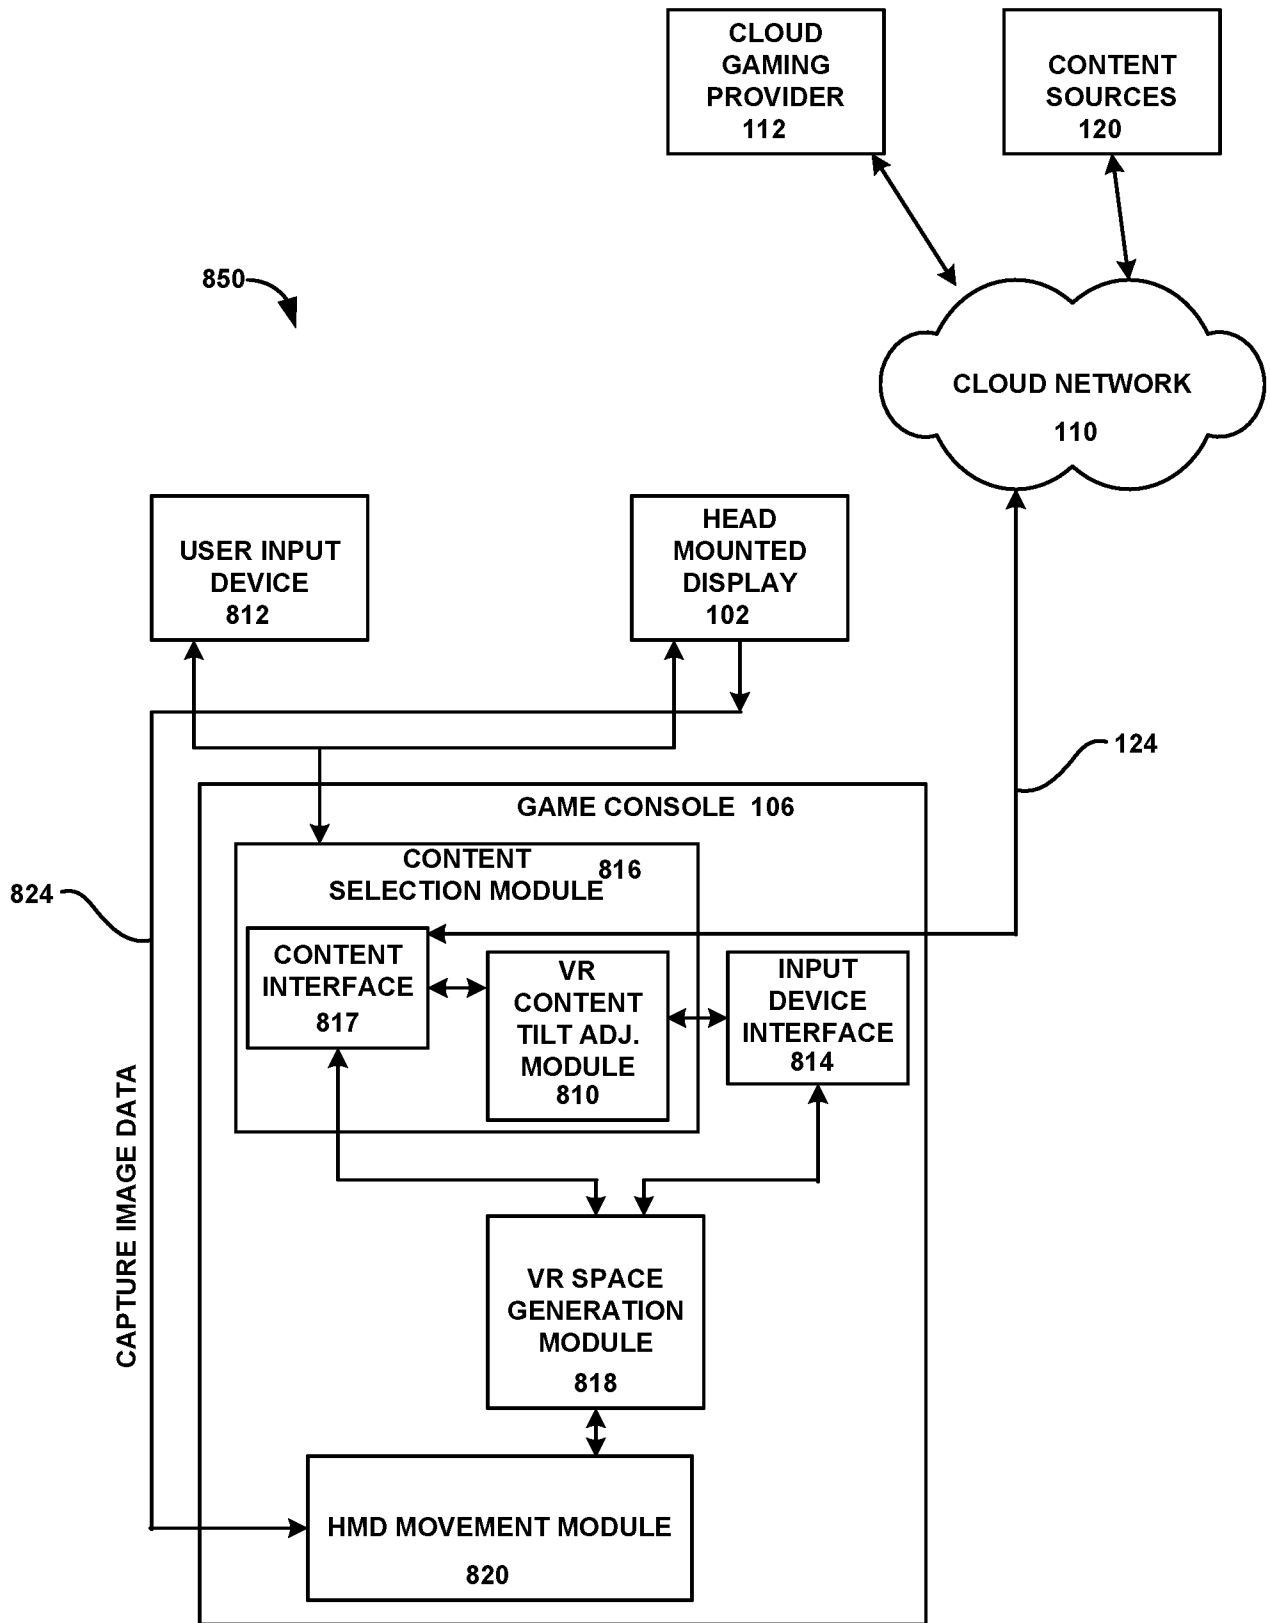 CLOUD
GAMING
PROVIDER
112
CONTENT
SOURCES
120
850
CLOUD NETWORK
110
USER INPUT
DEVICE
812
HEAD
MOUNTED
DISPLAY
102
124
GAME CONSOLE 106
CONTENT
SELECTION MODULE 816
824
CONTENT
INTERFACE
817
VR
CONTENT
TILT ADJ.
MODULE
810
INPUT
DEVICE
INTERFACE
814
CAPTURE IMAGE DATA
VR SPACE
GENERATION
MODULE
818
HMD MOVEMENT MODULE
820